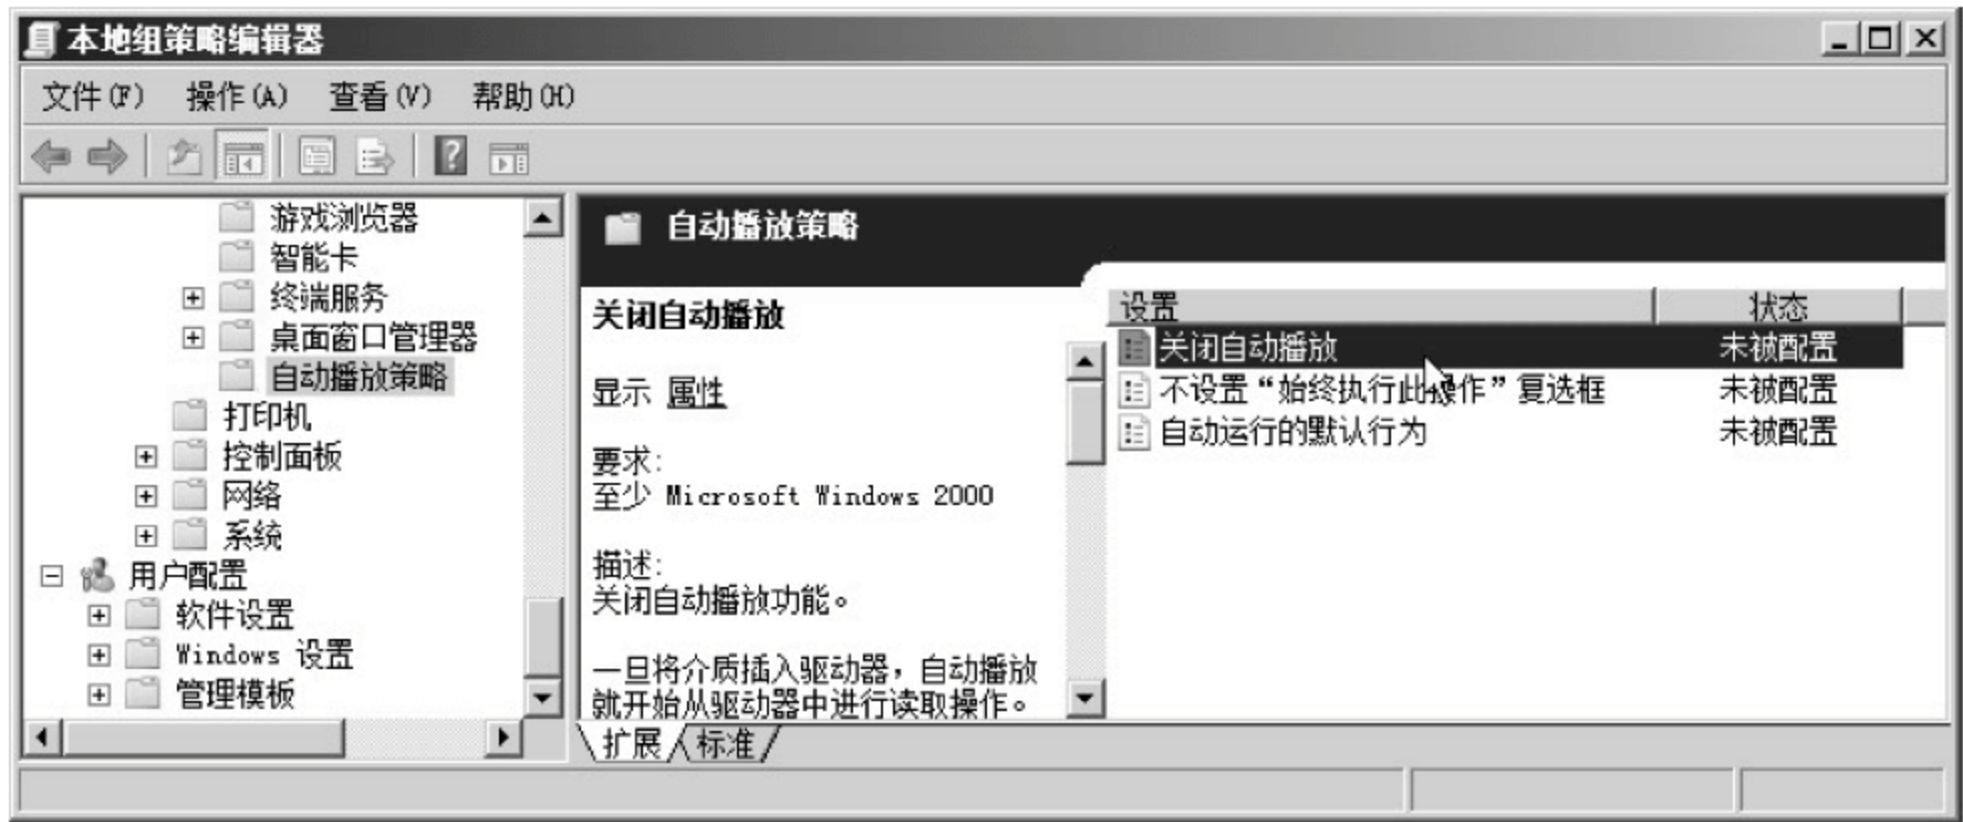 本地组策略编辑器
文件(F) 操作(A) 查看(V) 帮助(H)
游戏浏览器
智能卡
终端服务
桌面窗口管理器
自动播放策略
打印机
控制面板
网络
系统
用户配置
软件设置
Windows 设置
管理模板
自动播放策略
关闭自动播放
显示 属性
要求:
至少 Microsoft Windows 2000
描述:
关闭自动播放功能。
一旦将介质插入驱动器，自动播放
就开始从驱动器中进行读取操作。
设置 状态
关闭自动播放 未被配置
不设置“始终执行此操作”复选框 未被配置
自动运行的默认行为 未被配置
扩展 标准